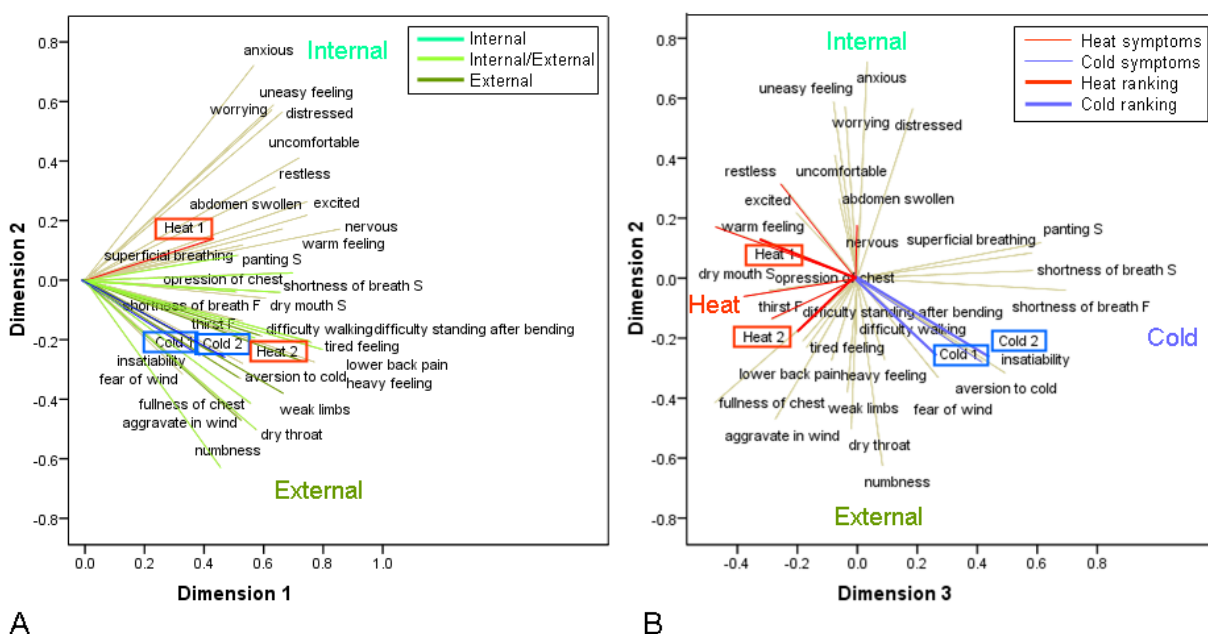 Internal
Internal
Internal/External
External
anxious
uneasy feeling
worrying
distressed
uncomfortable
restless
abdomen swollen
excited
Heat 1
nervous
warm feeling
superficial breathing
panting S
opression of chest
shortness of breath S
shortness of breath F
dry mouth S
thirst F
difficulty walking
difficulty standing after bending
Cold 1
Cold 2
Heat 2
tired feeling
insatiability
lower back pain
fear of wind
aversion to cold
heavy feeling
fullness of chest
weak limbs
aggravate in wind
dry throat
numbness
External
0.8
0.6
0.4
0.2
0.0
-0.2
-0.4
-0.6
-0.8
Dimension 2
0.0
0.2
0.4
0.6
0.8
1.0
Dimension 1
A
Internal
Heat symptoms
Cold symptoms
Heat ranking
Cold ranking
anxious
uneasy feeling
worrying
distressed
restless
uncomfortable
abdomen swollen
excited
warm feeling
nervous
superficial breathing
panting S
Heat 1
dry mouth S
opression of chest
shortness of breath S
Heat
thirst F
difficulty standing after bending
shortness of breath F
Heat 2
difficulty walking
Cold 2
Cold
tired feeling
Cold 1
insatiability
lower back pain
heavy feeling
aversion to cold
fullness of chest
weak limbs
fear of wind
aggravate in wind
dry throat
numbness
External
0.8
0.6
0.4
0.2
0.0
-0.2
-0.4
-0.6
-0.8
Dimension 2
-0.4
-0.2
0.0
0.2
0.4
0.6
0.8
Dimension 3
B